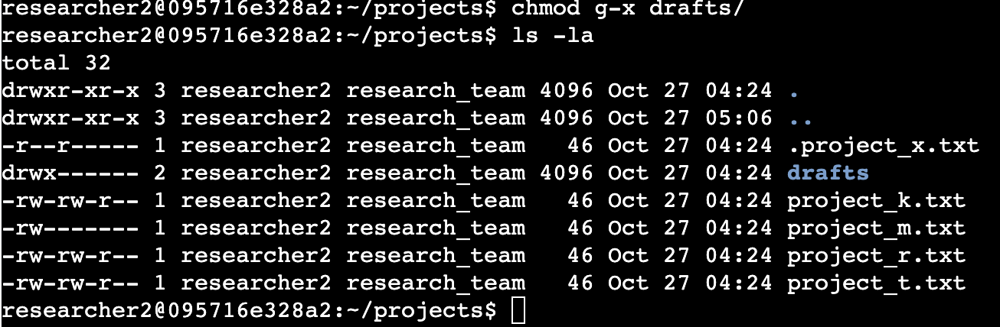 researcher2@095716e328a2:~/projects$ chmod g-x drafts/
researcher2@095716e328a2:~/projects$ ls -la
total 32
drwxr-xr-x 3 researcher2 research_team 4096 Oct 27 04:24 .
drwxr-xr-x 3 researcher2 research_team 4096 Oct 27 05:06 ..
-r--r----- 1 researcher2 research_team   46 Oct 27 04:24 .project_x.txt
drwx------ 2 researcher2 research_team 4096 Oct 27 04:24 drafts
-rw-rw-r-- 1 researcher2 research_team   46 Oct 27 04:24 project_k.txt
-rw------- 1 researcher2 research_team   46 Oct 27 04:24 project_m.txt
-rw-rw-r-- 1 researcher2 research_team   46 Oct 27 04:24 project_r.txt
-rw-rw-r-- 1 researcher2 research_team   46 Oct 27 04:24 project_t.txt
researcher2@095716e328a2:~/projects$